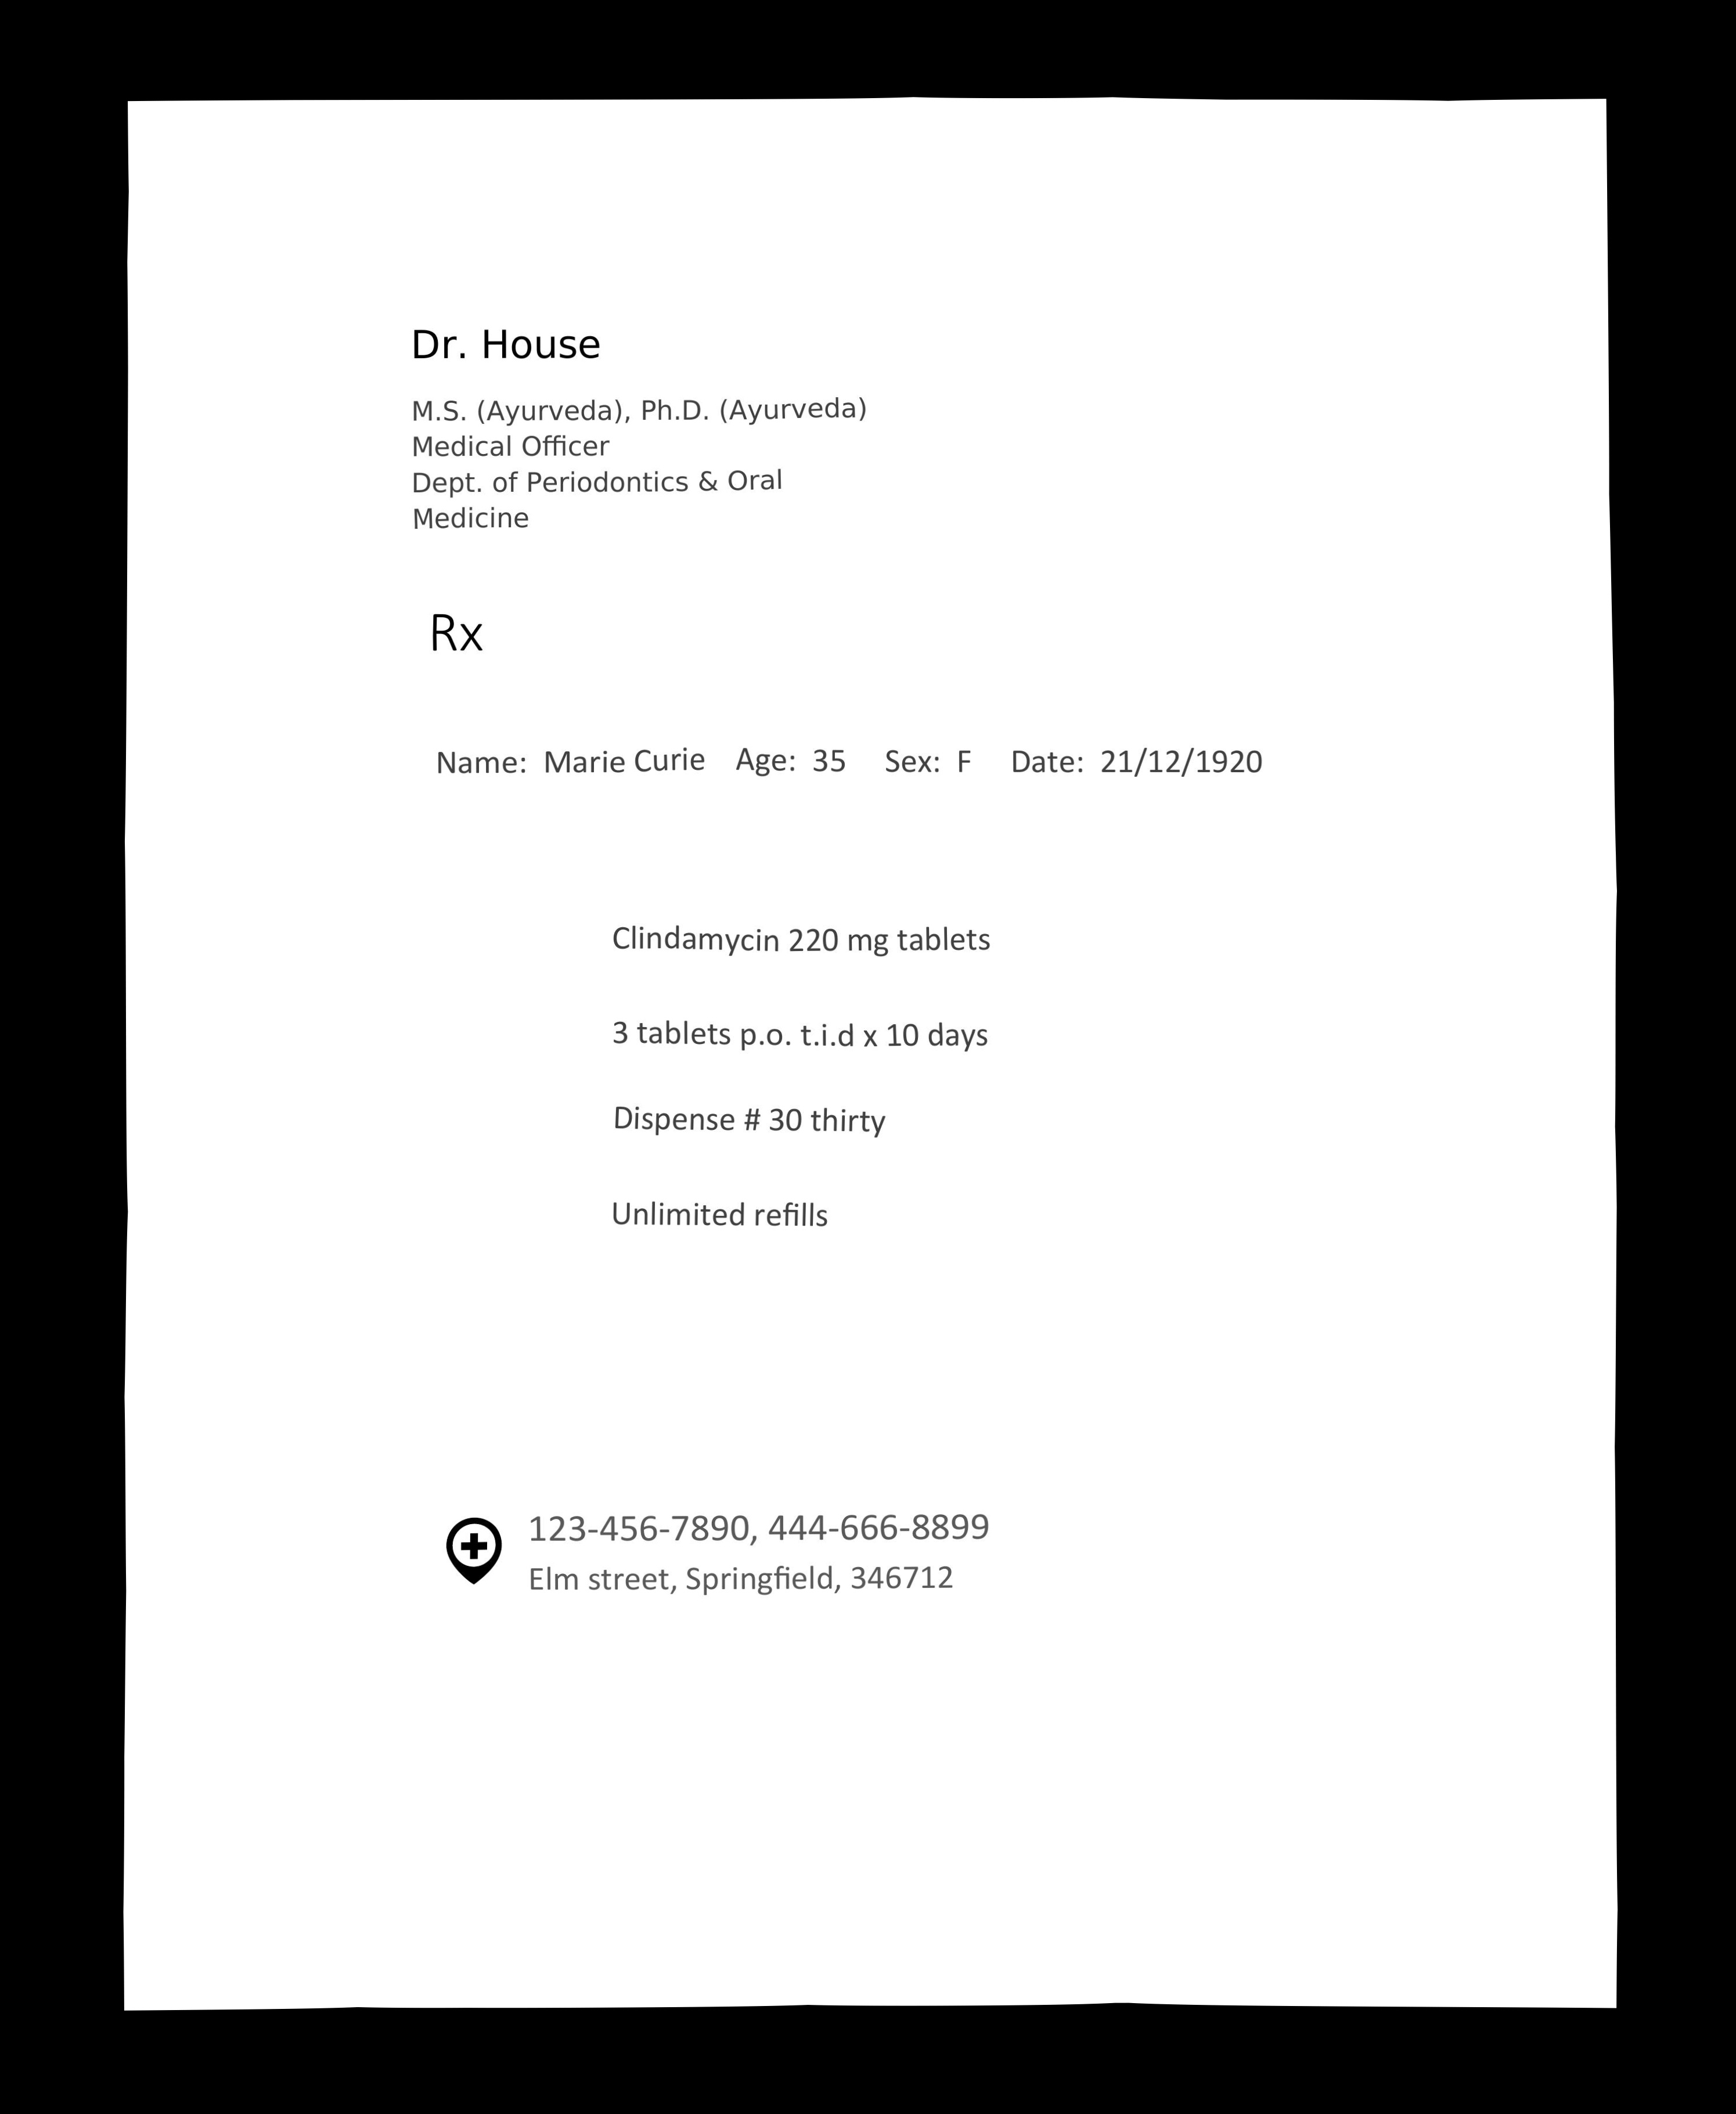 Dr. House
M.S. (Ayurveda), Ph.D. (Ayurveda)
Medical Officer
Dept. of Periodontics & Oral
Medicine
Rx
Name: Marie Curie Age: 35 Sex: F Date: 21/12/1920
Clindamycin 220 mg tablets
3 tablets p.o. t.i.d x 10 days
Dispense # 30 thirty
Unlimited refills
123-456-7890, 444-666-8899
Elm street, Springfield, 346712